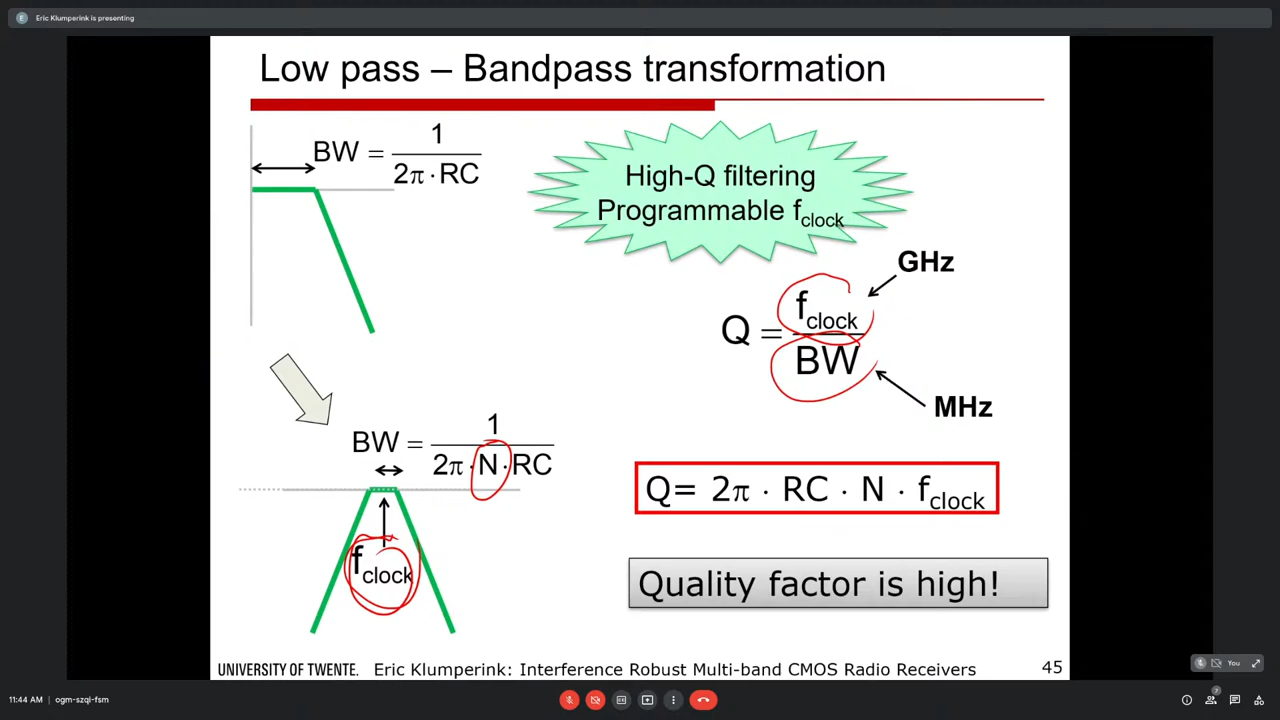 Eric Klumperink is presenting
E
Low pass – Bandpass transformation
BW = 1 / 2π · RC
High-Q filtering
Programmable fclock
GHz
Q = fclock / BW
MHz
BW = 1 / 2π · N · RC
Q= 2π · RC · N · fclock
fclock
Quality factor is high!
UNIVERSITY OF TWENTE. Eric Klumperink: Interference Robust Multi-band CMOS Radio Receivers 45
You
11:44 AM | ogm-szql-fsm
7